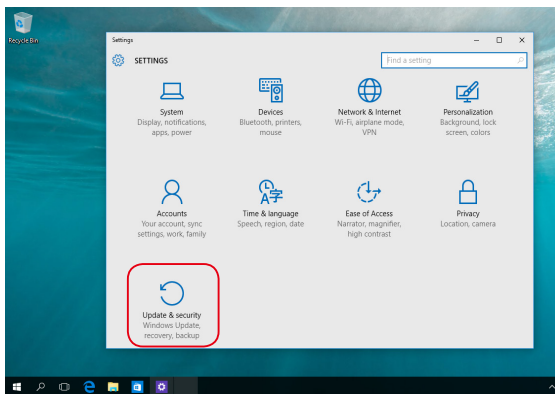 Recycle Bin
Settings
SETTINGS
Find a setting
System
Display, notifications,
apps, power
Devices
Bluetooth, printers,
mouse
Network & Internet
Wi-Fi, airplane mode,
VPN
Personalization
Background, lock
screen, colors
Accounts
Your account, sync
settings, work, family
Time & language
Speech, region, date
Ease of Access
Narrator, magnifier,
high contrast
Privacy
Location, camera
Update & security
Windows Update,
recovery, backup